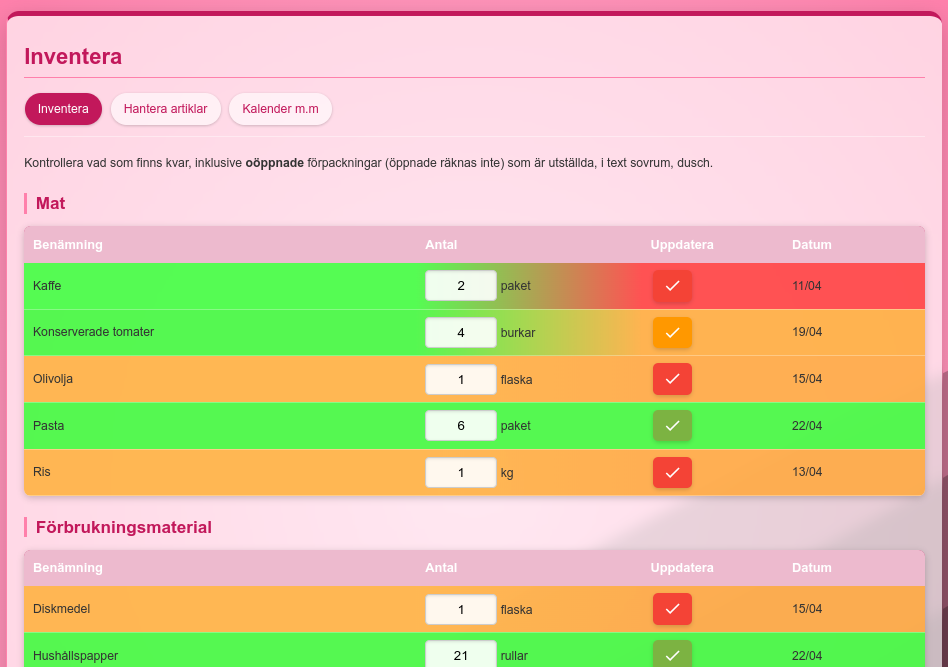 Inventera
Inventera Hantera artiklar Kalender m.m
Kontrollera vad som finns kvar, inklusive oöppnade förpackningar (öppnade räknas inte) som är utställda, i text sovrum, dusch.
Mat
Benämning Antal Uppdatera Datum
Kaffe 2 paket 11/04
Konserverade tomater 4 burkar 19/04
Olivolja 1 flaska 15/04
Pasta 6 paket 22/04
Ris 1 kg 13/04
Förbrukningsmaterial
Benämning Antal Uppdatera Datum
Diskmedel 1 flaska 15/04
Hushållspapper 21 rullar 22/04